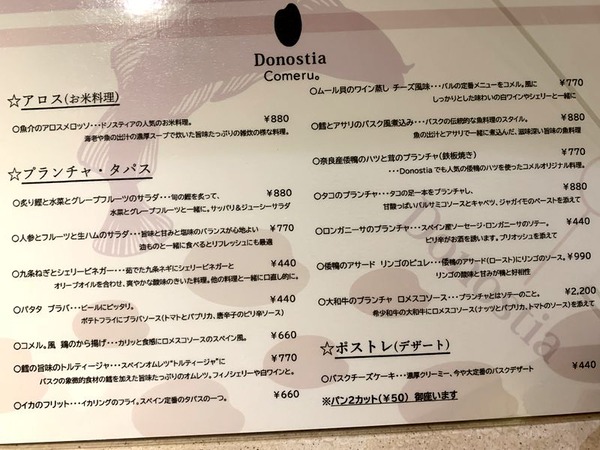 Donostia
Comeru。
☆アロス(お米料理)
○魚介のアロスメロッソ･･･ドノスティアの人気のお米料理。 ¥880
海老や魚の出汁の濃厚スープで炊いた旨味たっぷりの雑炊の様な料理。
☆プランチャ・タパス
○炙り鰹と水菜とグレープフルーツのサラダ･･･旬の鰹を炙って、 ¥880
水菜とグレープフルーツと一緒に。サッパリ&ジューシーサラダ
○人参とフルーツと生ハムのサラダ･･･旨味と甘みと塩味のバランスが心地よい ¥770
泡ものと一緒に食べるとリフレッシュにも最適
○九条ねぎとシェリービネガー･･･茹でた九条ネギにシェリービネガーと ¥440
オリーブオイルを合わせ、爽やかな酸味のきいた料理。他の料理と一緒に口直し的に。
○パタタ ブラバ･･･ビールにピッタリ。 ¥440
ポテトフライにブラバソース(トマトとパプリカ、唐辛子のピリ辛ソース)
○コメル。風 鶏のから揚げ･･･カリッと食感にロメスコソースのスペイン風。 ¥660
○鱈の旨味のトルティージャ･･･スペインオムレツ"トルティージャ"に ¥770
バスクの象徴的食材の鱈を加えた旨味たっぷりのオムレツ。フィノシェリーや白ワインと。
○イカのフリット･･･イカリングのフライ。スペイン定番のタパスの一つ。 ¥660
○ムール貝のワイン蒸し チーズ風味･･･バルの定番メニューをコメル。風に ¥770
しっかりとした味わいの白ワインやシェリーと一緒に
○鱈とアサリのバスク風煮込み･･･バスクの伝統的な魚料理のスタイル。 ¥880
魚の出汁とアサリで一緒に煮込んだ、滋味深い旨味の魚料理
○奈良産倭鴨のハツと茸のプランチャ(鉄板焼き) ¥770
･･･Donostiaでも人気の倭鴨のハツを使ったコメルオリジナル料理。
○タコのプランチャ･･･タコの足一本をプランチャし、 ¥880
甘酸っぱいバルサミコソースとキャベツ、ジャガイモのペーストを添えて
○ロンガニーサのプランチャ･･･スペイン産ソーセージ・ロンガニーサのソテー。 ¥440
ピリ辛がお酒を誘います。ブリオッシュを添えて
○倭鴨のアサード リンゴのピュレ･･･倭鴨のアサード(ロースト)にリンゴのソース。 ¥990
リンゴの酸味と甘みが鴨と好相性
○大和牛のプランチャ ロメスコソース･･･プランチャとはソテーのこと。 ¥2,200
希少和牛の大和牛にロメスコソース(ナッツとパプリカ、トマトのソース)を添えて
☆ポストレ(デザート)
○バスクチーズケーキ･･･濃厚クリーミー、今や大定番のバスクデザート ¥440
※パン2カット(¥50) 御座います
Donostia